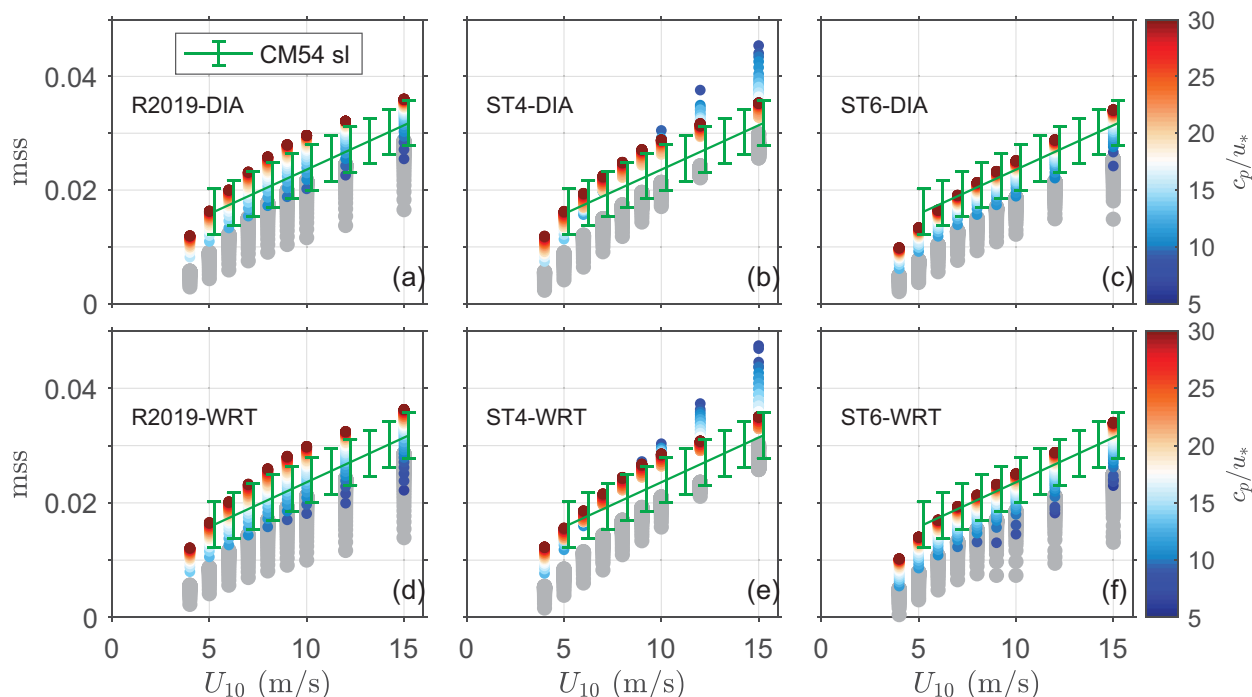 CM54 sl
R2019-DIA
ST4-DIA
ST6-DIA
mss
0.04
0.02
0
(a)
(b)
(c)
30
25
20
15
10
5
c_p/u_*
R2019-WRT
ST4-WRT
ST6-WRT
mss
0.04
0.02
0
(d)
(e)
(f)
30
25
20
15
10
5
c_p/u_*
0 5 10 15
0 5 10 15
0 5 10 15
U_10 (m/s)
U_10 (m/s)
U_10 (m/s)